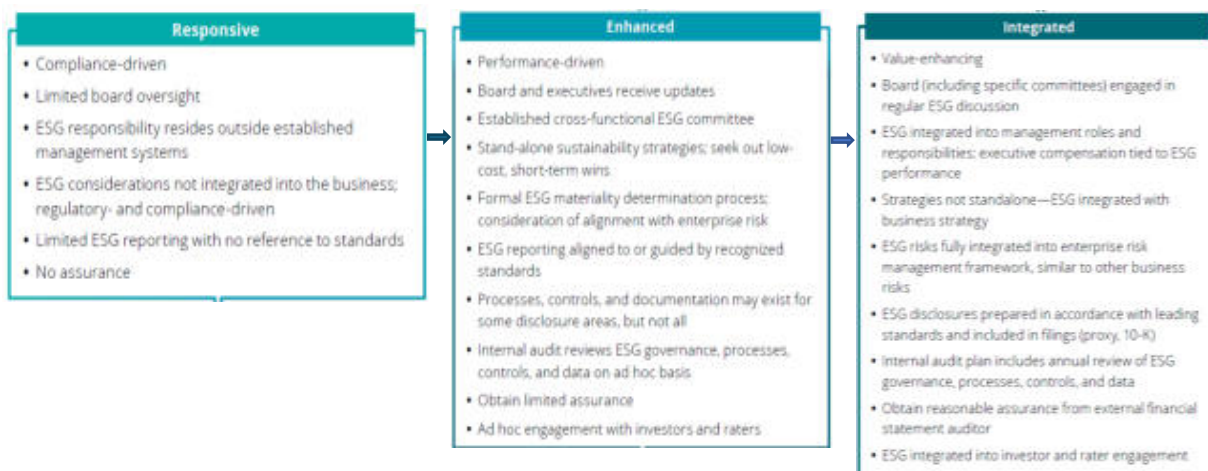 Responsive
• Compliance-driven
• Limited board oversight
• ESG responsibility resides outside established
management systems
• ESG considerations not integrated into the business;
regulatory- and compliance-driven
• Limited ESG reporting with no reference to standards
• No assurance
Enhanced
• Performance-driven
• Board and executives receive updates
• Established cross-functional ESG committee
• Stand-alone sustainability strategies; seek out low-
cost, short-term wins
• Formal ESG materiality determination process;
consideration of alignment with enterprise risk
• ESG reporting aligned to or guided by recognized
standards
• Processes, controls, and documentation may exist for
some disclosure areas, but not all
• Internal audit reviews ESG governance, processes,
controls, and data on ad hoc basis
• Obtain limited assurance
• Ad hoc engagement with investors and raters
Integrated
• Value-enhancing
• Board (including specific committees) engaged in
regular ESG discussion
• ESG integrated into management roles and
responsibilities; executive compensation tied to ESG
performance
• Strategies not standalone—ESG integrated with
business strategy
• ESG risks fully integrated into enterprise risk
management framework, similar to other business
risks
• ESG disclosures prepared in accordance with leading
standards and included in filings (proxy, 10-K)
• Internal audit plan includes annual review of ESG
governance, processes, controls, and data
• Obtain reasonable assurance from external financial
statement auditor
• ESG integrated into investor and rater engagement